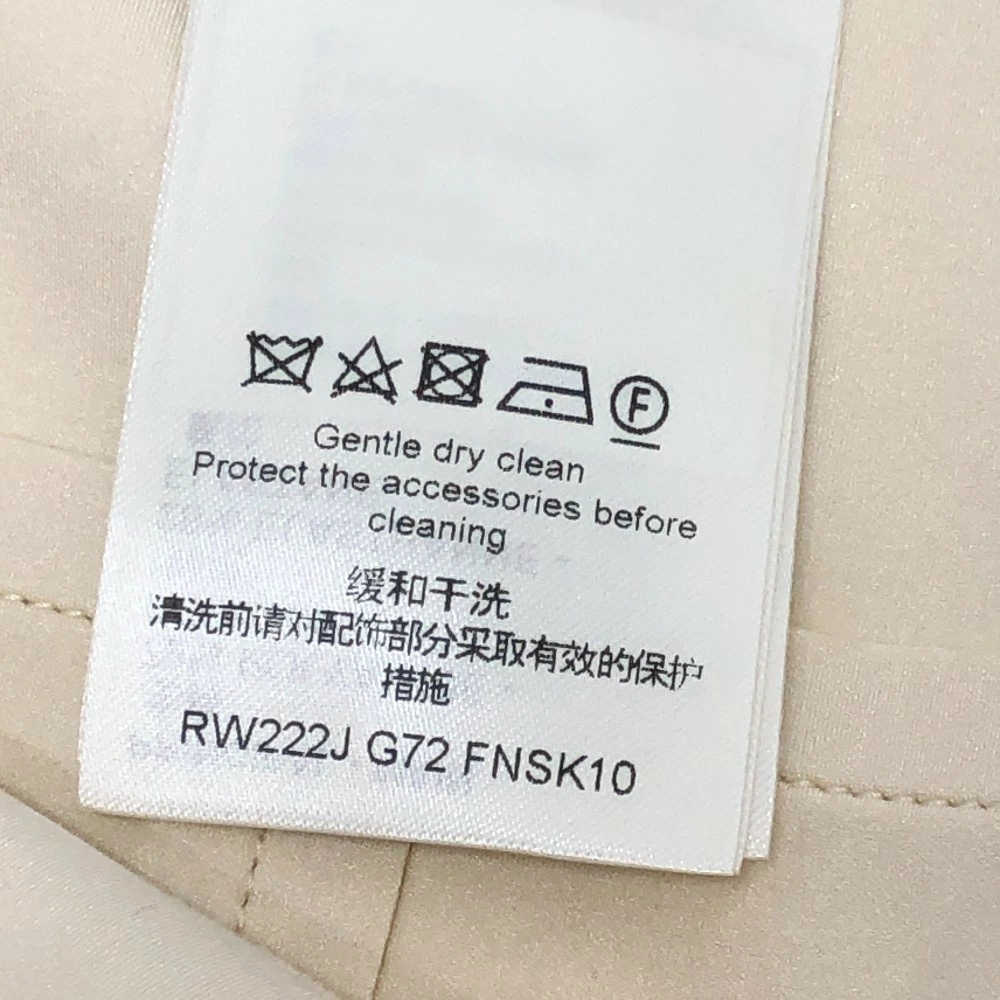 F
Gentle dry clean
Protect the accessories before
cleaning
缓和干洗
清洗前请对配饰部分采取有效的保护
措施
RW222J G72 FNSK10